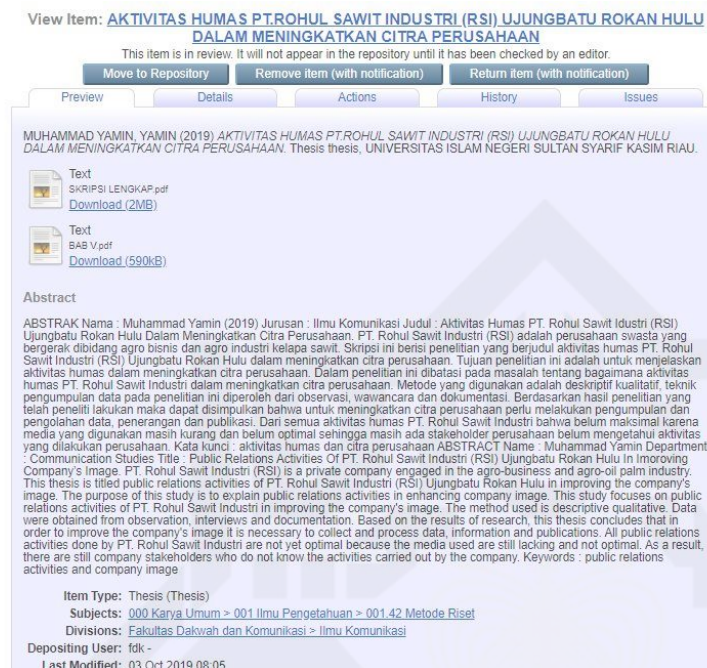 View Item: AKTIVITAS HUMAS PT.ROHUL SAWIT INDUSTRI (RSI) UJUNGBATU ROKAN HULU
DALAM MENINGKATKAN CITRA PERUSAHAAN
This item is in review. It will not appear in the repository until it has been checked by an editor.
Move to Repository Remove item (with notification) Return item (with notification)
Preview Details Actions History Issues
MUHAMMAD YAMIN, YAMIN (2019) AKTIVITAS HUMAS PT.ROHUL SAWIT INDUSTRI (RSI) UJUNGBATU ROKAN HULU
DALAM MENINGKATKAN CITRA PERUSAHAAN. Thesis thesis, UNIVERSITAS ISLAM NEGERI SULTAN SYARIF KASIM RIAU.
Text
SKRIPSI LENGKAP.pdf
Download (2MB)
Text
BAB V.pdf
Download (590kB)
Abstract
ABSTRAK Nama : Muhammad Yamin (2019) Jurusan : Ilmu Komunikasi Judul : Aktivitas Humas PT. Rohul Sawit Idustri (RSI)
Ujungbatu Rokan Hulu Dalam Meningkatkan Citra Perusahaan. PT. Rohul Sawit Industri (RSI) adalah perusahaan swasta yang
bergerak dibidang agro bisnis dan agro industri kelapa sawit. Skripsi ini berisi penelitian yang berjudul aktivitas humas PT. Rohul
Sawit Industri (RSI) Ujungbatu Rokan Hulu dalam meningkatkan citra perusahaan. Tujuan penelitian ini adalah untuk menjelaskan
aktivitas humas dalam meningkatkan citra perusahaan. Dalam penelitian ini dibatasi pada masalah tentang bagaimana aktivitas
humas PT. Rohul Sawit Industri dalam meningkatkan citra perusahaan. Metode yang digunakan adalah deskriptif kualitatif, teknik
pengumpulan data pada penelitian ini diperoleh dari observasi, wawancara dan dokumentasi. Berdasarkan hasil penelitian yang
telah peneliti lakukan maka dapat disimpulkan bahwa untuk meningkatkan citra perusahaan perlu melakukan pengumpulan dan
pengolahan data, penerangan dan publikasi. Dari semua aktivitas humas PT. Rohul Sawit Industri bahwa belum maksimal karena
media yang digunakan masih kurang dan belum optimal sehingga masih ada stakeholder perusahaan belum mengetahui aktivitas
yang dilakukan perusahaan. Kata kunci : aktivitas humas dan citra perusahaan ABSTRACT Name : Muhammad Yamin Department
: Communication Studies Title : Public Relations Activities Of PT. Rohul Sawit Industri (RSI) Ujungbatu Rokan Hulu In Imoroving
Company's Image. PT. Rohul Sawit Industri (RSI) is a private company engaged in the agro-business and agro-oil palm industry.
This thesis is titled public relations activities of PT. Rohul Sawit Industri (RSI) Ujungbatu Rokan Hulu in improving the company's
image. The purpose of this study is to explain public relations activities in enhancing company image. This study focuses on public
relations activities of PT. Rohul Sawit Industri in improving the company's image. The method used is descriptive qualitative. Data
were obtained from observation, interviews and documentation. Based on the results of research, this thesis concludes that in
order to improve the company's image it is necessary to collect and process data, information and publications. All public relations
activities done by PT. Rohul Sawit Industri are not yet optimal because the media used are still lacking and not optimal. As a result,
there are still company stakeholders who do not know the activities carried out by the company. Keywords : public relations
activities and company image
Item Type: Thesis (Thesis)
Subjects: 000 Karya Umum > 001 Ilmu Pengetahuan > 001.42 Metode Riset
Divisions: Fakultas Dakwah dan Komunikasi > Ilmu Komunikasi
Depositing User: fdk -
Last Modified: 03 Oct 2019 08:05